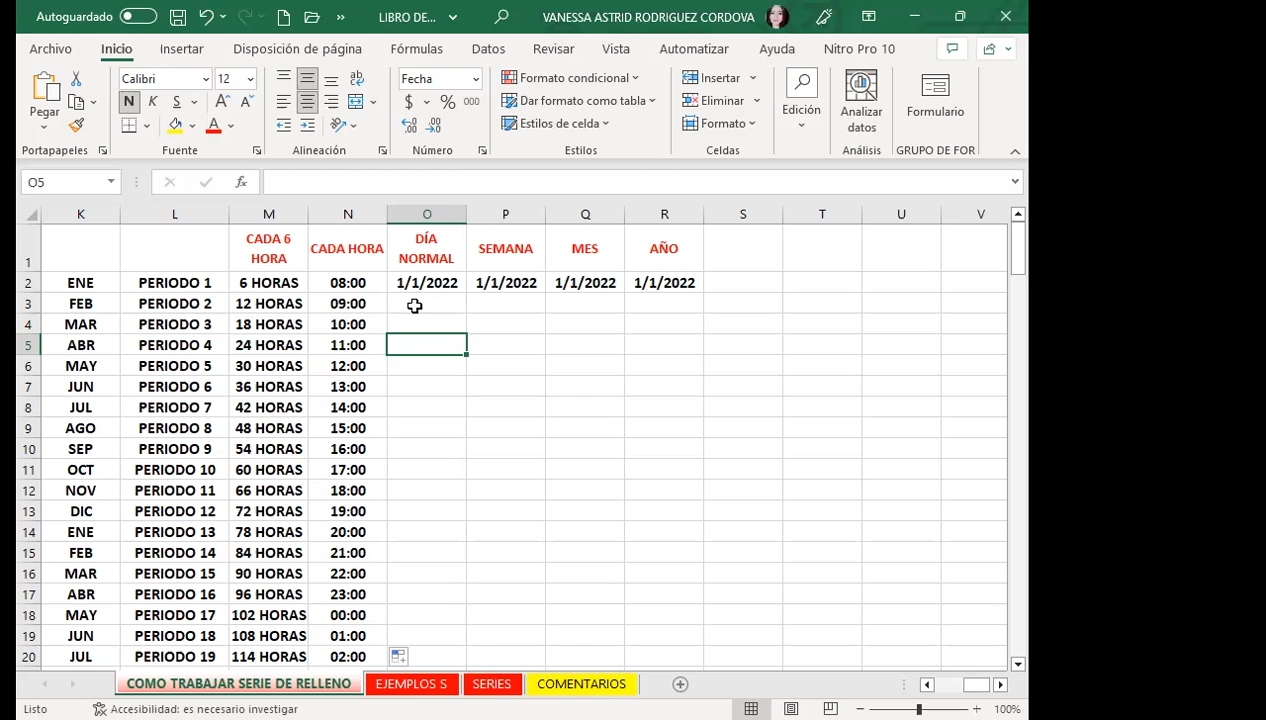 Autoguardado
LIBRO DE...
VANESSA ASTRID RODRIGUEZ CORDOVA
Archivo Inicio Insertar Disposición de página Fórmulas Datos Revisar Vista Automatizar Ayuda Nitro Pro 10
Pegar
Portapapeles
Calibri 12
N K S
Fuente
Alineación
Fecha
$ % 000
Número
Formato condicional
Dar formato como tabla
Estilos de celda
Estilos
Insertar
Eliminar
Formato
Celdas
Edición
Analizar
datos
Análisis
Formulario
GRUPO DE FOR
O5
K L M N O P Q R S T U V
1 CADA 6 HORA CADA HORA DÍA NORMAL SEMANA MES AÑO
2 ENE PERIODO 1 6 HORAS 08:00 1/1/2022 1/1/2022 1/1/2022 1/1/2022
3 FEB PERIODO 2 12 HORAS 09:00
4 MAR PERIODO 3 18 HORAS 10:00
5 ABR PERIODO 4 24 HORAS 11:00
6 MAY PERIODO 5 30 HORAS 12:00
7 JUN PERIODO 6 36 HORAS 13:00
8 JUL PERIODO 7 42 HORAS 14:00
9 AGO PERIODO 8 48 HORAS 15:00
10 SEP PERIODO 9 54 HORAS 16:00
11 OCT PERIODO 10 60 HORAS 17:00
12 NOV PERIODO 11 66 HORAS 18:00
13 DIC PERIODO 12 72 HORAS 19:00
14 ENE PERIODO 13 78 HORAS 20:00
15 FEB PERIODO 14 84 HORAS 21:00
16 MAR PERIODO 15 90 HORAS 22:00
17 ABR PERIODO 16 96 HORAS 23:00
18 MAY PERIODO 17 102 HORAS 00:00
19 JUN PERIODO 18 108 HORAS 01:00
20 JUL PERIODO 19 114 HORAS 02:00
COMO TRABAJAR SERIE DE RELLENO EJEMPLOS S SERIES COMENTARIOS
Listo Accesibilidad: es necesario investigar 100%